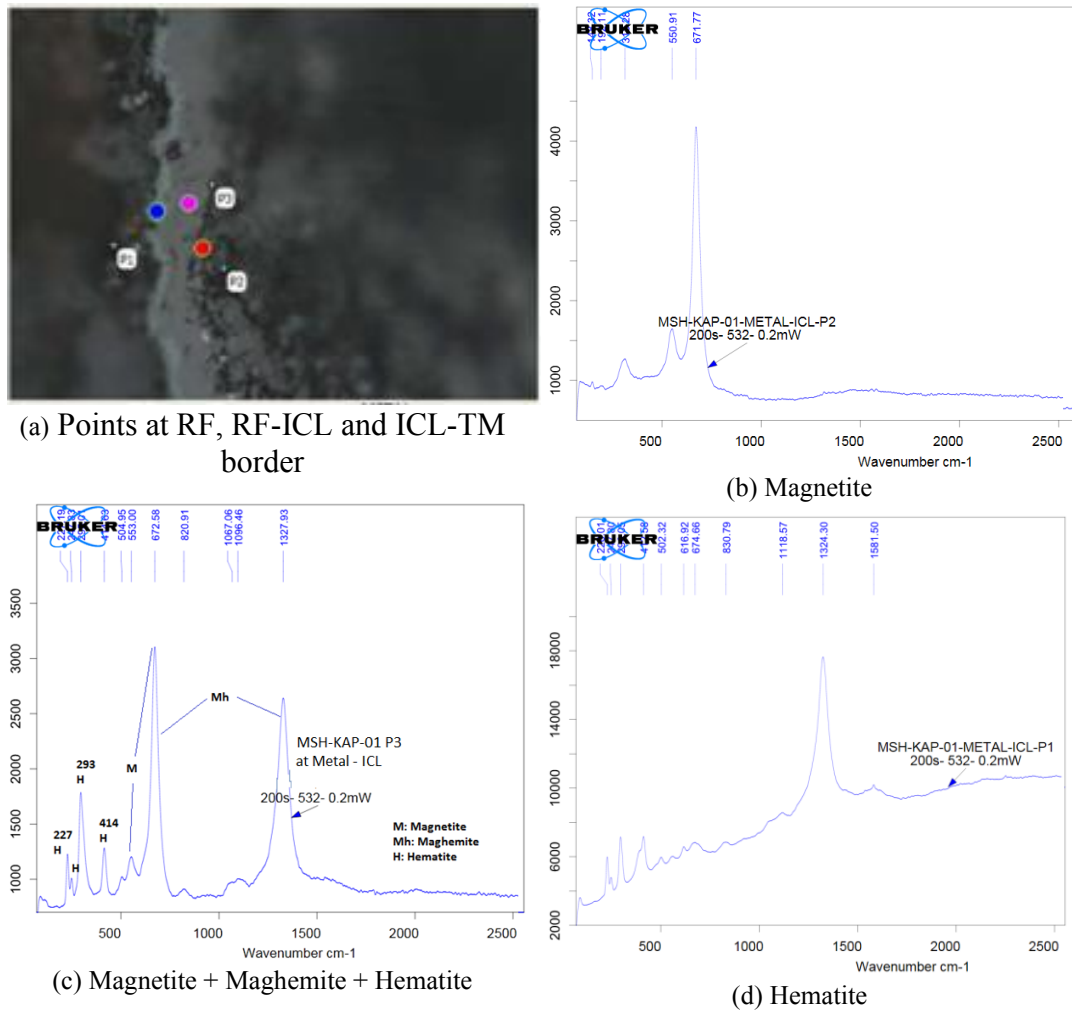 P3
P1
P2
(a) Points at RF, RF-ICL and ICL-TM
border
BRUKER
550.91
671.77
4000
3000
2000
1000
MSH-KAP-01-METAL-ICL-P2
200s- 532- 0.2mW
500 1000 1500 2000 2500
Wavenumber cm-1
(b) Magnetite
BRUKER
504.95
553.00
672.58
820.91
1067.06
1096.46
1327.93
3500
3000
2500
2000
1500
1000
Mh
MSH-KAP-01 P3
at Metal - ICL
200s- 532- 0.2mW
293
H
M
227
H
H
414
H
M: Magnetite
Mh: Maghemite
H: Hematite
500 1000 1500 2000 2500
Wavenumber cm-1
(c) Magnetite + Maghemite + Hematite
BRUKER
502.32
616.92
674.66
830.79
1118.57
1324.30
1581.50
18000
14000
10000
6000
2000
MSH-KAP-01-METAL-ICL-P1
200s- 532- 0.2mW
500 1000 1500 2000 2500
Wavenumber cm-1
(d) Hematite